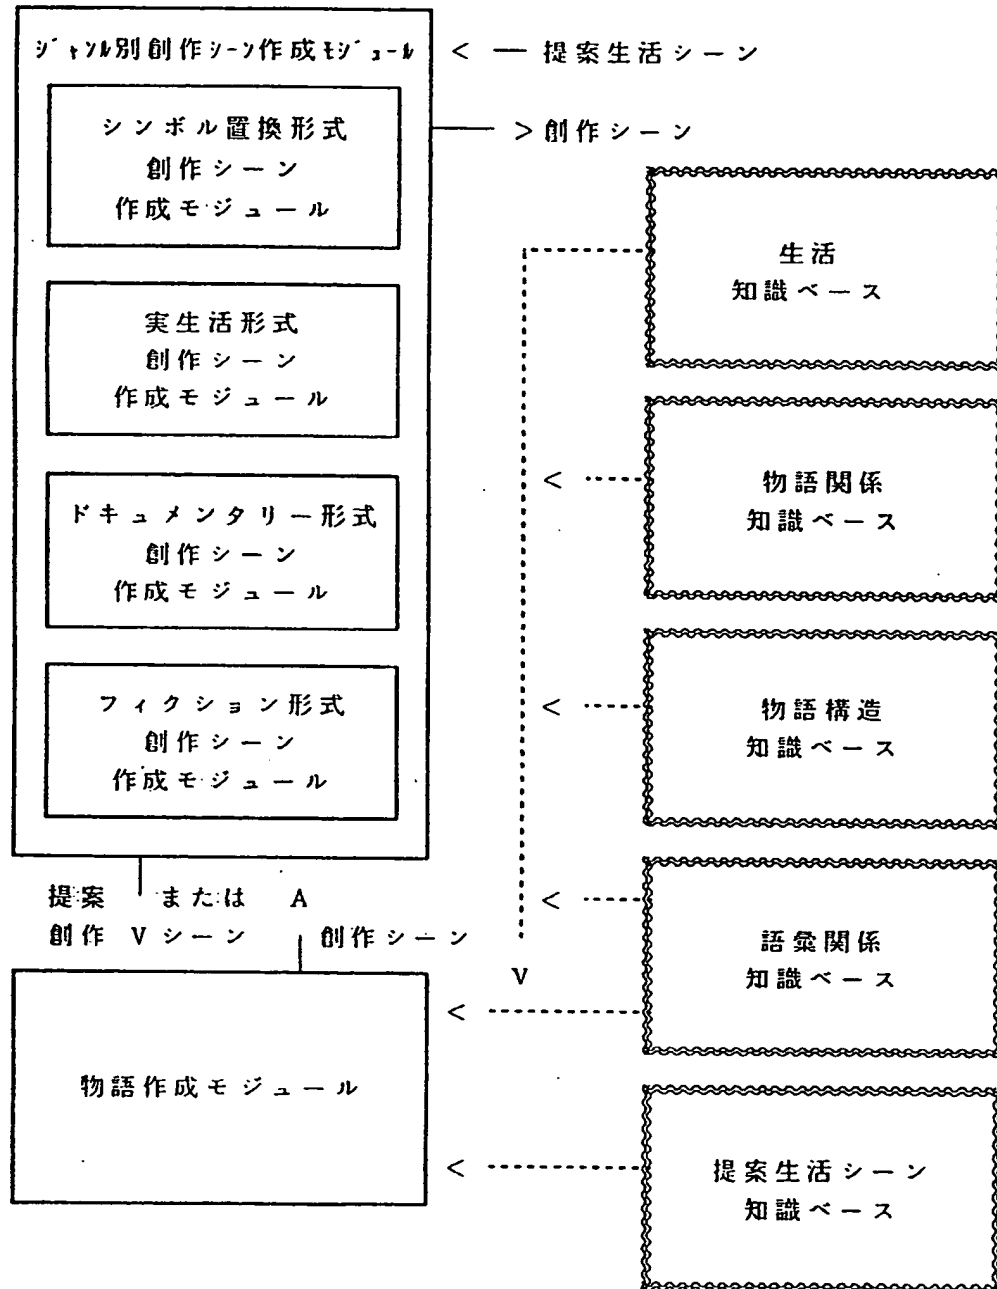 ジャンル別創作シーン作成モジュール
< ─ 提案生活シーン
シンボル置換形式
創作シーン
作成モジュール
─ > 創作シーン
実生活形式
創作シーン
作成モジュール
ドキュメンタリー形式
創作シーン
作成モジュール
フィクション形式
創作シーン
作成モジュール
提案 または A
創作 V シーン 創作シーン
物語作成モジュール
生活
知識ベース
<
物語関係
知識ベース
<
物語構造
知識ベース
<
語彙関係
知識ベース
V
<
提案生活シーン
知識ベース
<